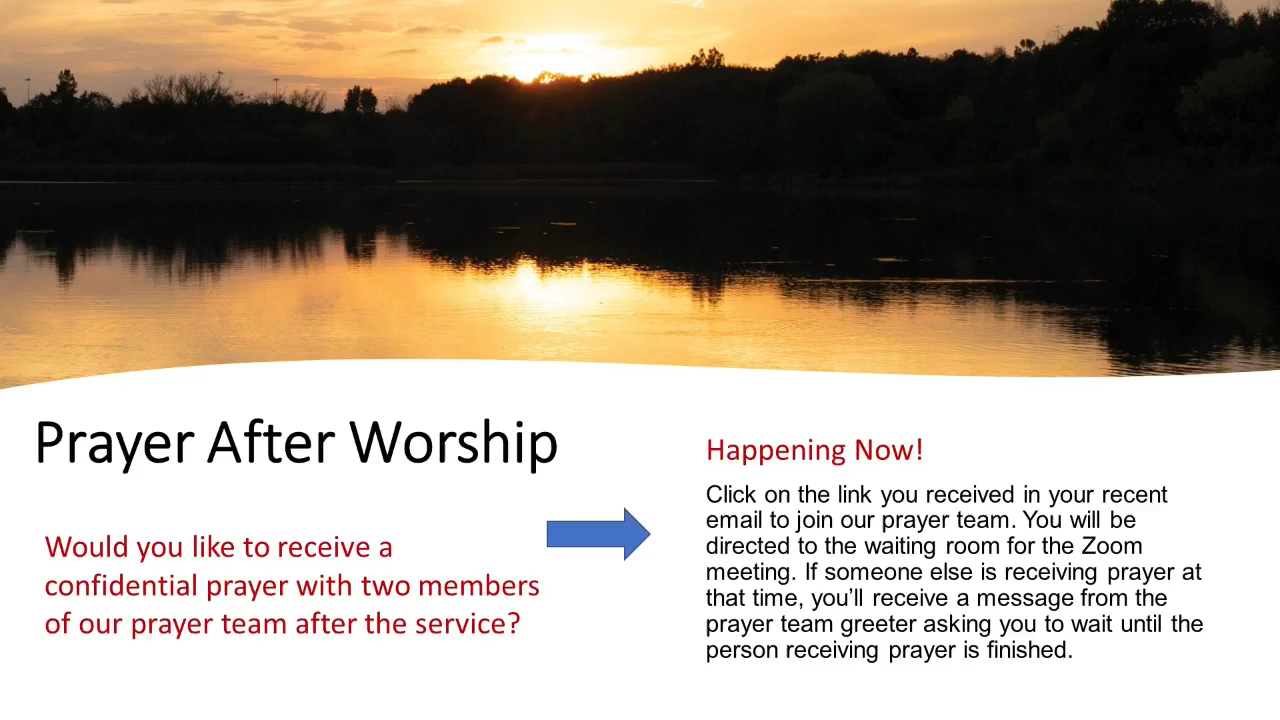 Prayer After Worship
Would you like to receive a
confidential prayer with two members
of our prayer team after the service?
Happening Now!
Click on the link you received in your recent
email to join our prayer team. You will be
directed to the waiting room for the Zoom
meeting. If someone else is receiving prayer at
that time, you’ll receive a message from the
prayer team greeter asking you to wait until the
person receiving prayer is finished.